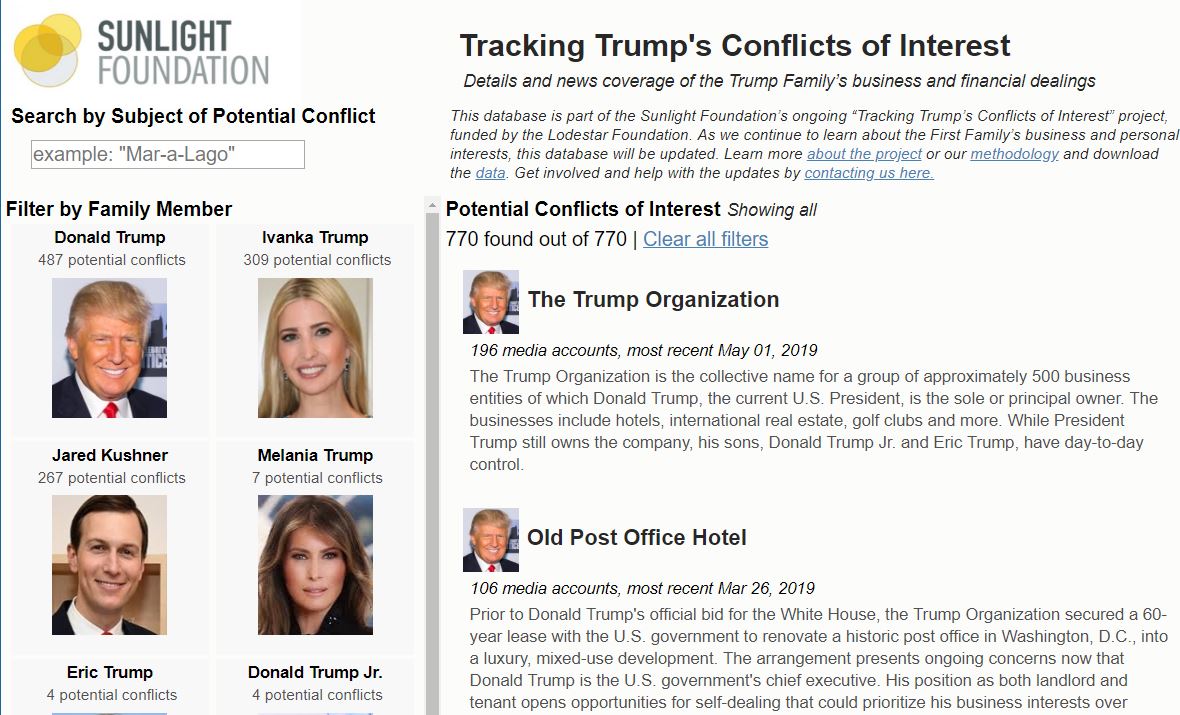 SUNLIGHT
FOUNDATION
Tracking Trump's Conflicts of Interest
Details and news coverage of the Trump Family's business and financial dealings
Search by Subject of Potential Conflict
example: "Mar-a-Lago"
This database is part of the Sunlight Foundation's ongoing “Tracking Trump's Conflicts of Interest” project,
funded by the Lodestar Foundation. As we continue to learn about the First Family's business and personal
interests, this database will be updated. Learn more about the project or our methodology and download
the data. Get involved and help with the updates by contacting us here.
Filter by Family Member
Donald Trump
487 potential conflicts
Ivanka Trump
309 potential conflicts
Jared Kushner
267 potential conflicts
Melania Trump
7 potential conflicts
Eric Trump
4 potential conflicts
Donald Trump Jr.
4 potential conflicts
Potential Conflicts of Interest Showing all
770 found out of 770 | Clear all filters
The Trump Organization
196 media accounts, most recent May 01, 2019
The Trump Organization is the collective name for a group of approximately 500 business
entities of which Donald Trump, the current U.S. President, is the sole or principal owner. The
businesses include hotels, international real estate, golf clubs and more. While President
Trump still owns the company, his sons, Donald Trump Jr. and Eric Trump, have day-to-day
control.
Old Post Office Hotel
106 media accounts, most recent Mar 26, 2019
Prior to Donald Trump's official bid for the White House, the Trump Organization secured a 60-
year lease with the U.S. government to renovate a historic post office in Washington, D.C., into
a luxury, mixed-use development. The arrangement presents ongoing concerns now that
Donald Trump is the U.S. government's chief executive. His position as both landlord and
tenant opens opportunities for self-dealing that could prioritize his business interests over